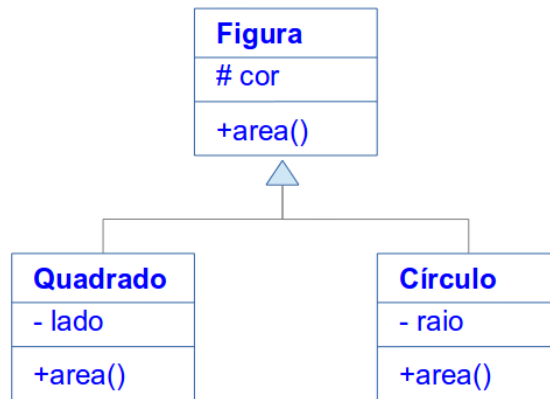 Figura
# cor
+area()
Quadrado
- lado
+area()
Círculo
- raio
+area()